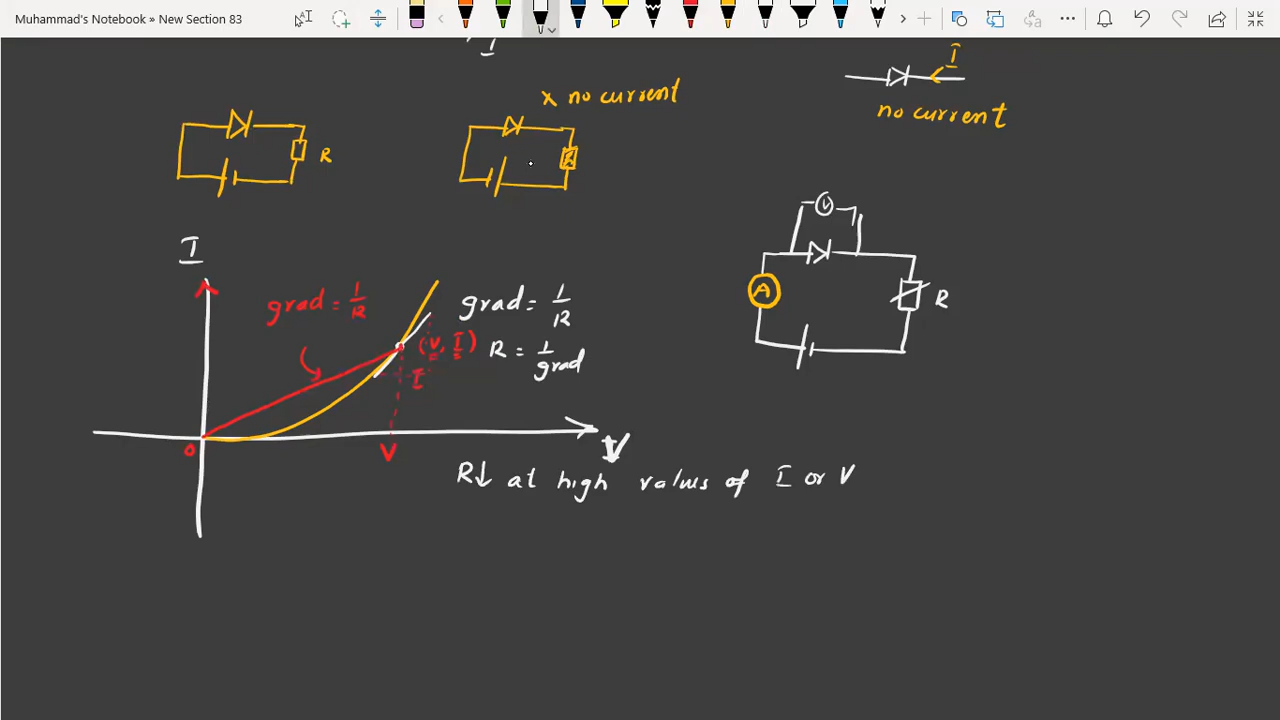 Muhammad's Notebook » New Section 83
I
I
x no current
no current
R
R
V
I
grad = 1/R
grad = 1/R
A
R
(V, I)
R = 1/grad
I
0
V
V
R↓ at high values of I or V